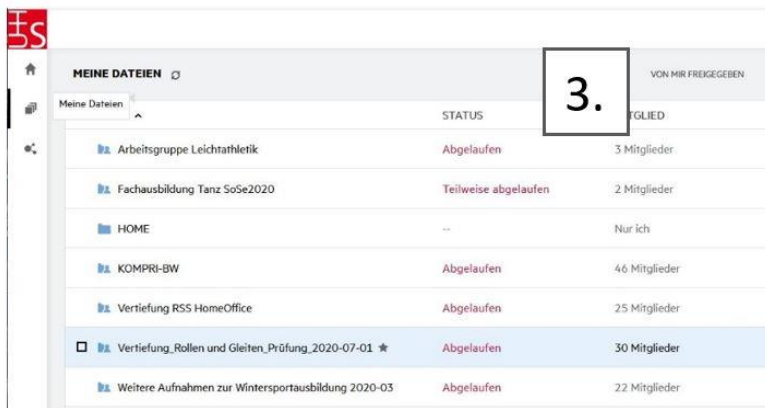 HS
MEINE DATEIEN
3.
VON MIR FREIGEGEBEN
Meine Dateien
STATUS
TGLIED
Arbeitsgruppe Leichtathletik Abgelaufen 3 Mitglieder
Fachausbildung Tanz SoSe2020 Teilweise abgelaufen 2 Mitglieder
HOME -- Nur ich
KOMPRI-BW Abgelaufen 46 Mitglieder
Vertiefung RSS HomeOffice Abgelaufen 25 Mitglieder
Vertiefung_Rollen und Gleiten_Prüfung_2020-07-01 Abgelaufen 30 Mitglieder
Weitere Aufnahmen zur Wintersportausbildung 2020-03 Abgelaufen 22 Mitglieder